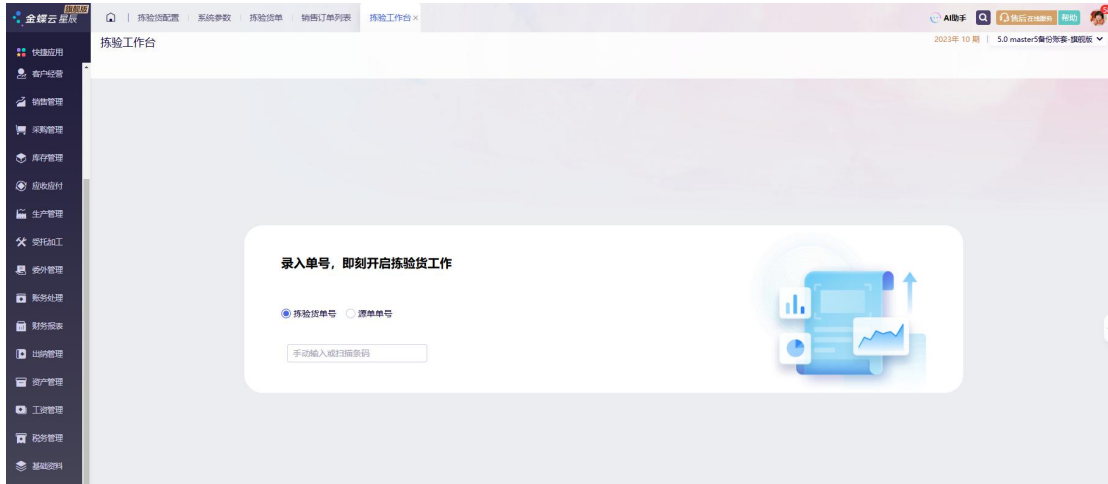 金蝶云星辰
旗舰版
拣验货配置
系统参数
拣验货单
销售订单列表
拣验工作台×
AI助手
售后在线服务
帮助
拣验工作台
2023年 10 期
5.0 master5备份账套-旗舰版
快捷应用
客户经营
销售管理
采购管理
库存管理
应收应付
生产管理
受托加工
委外管理
账务处理
财务报表
出纳管理
资产管理
工资管理
税务管理
基础资料
录入单号，即刻开启拣验货工作
拣验货单号
源单单号
手动输入或扫描条码